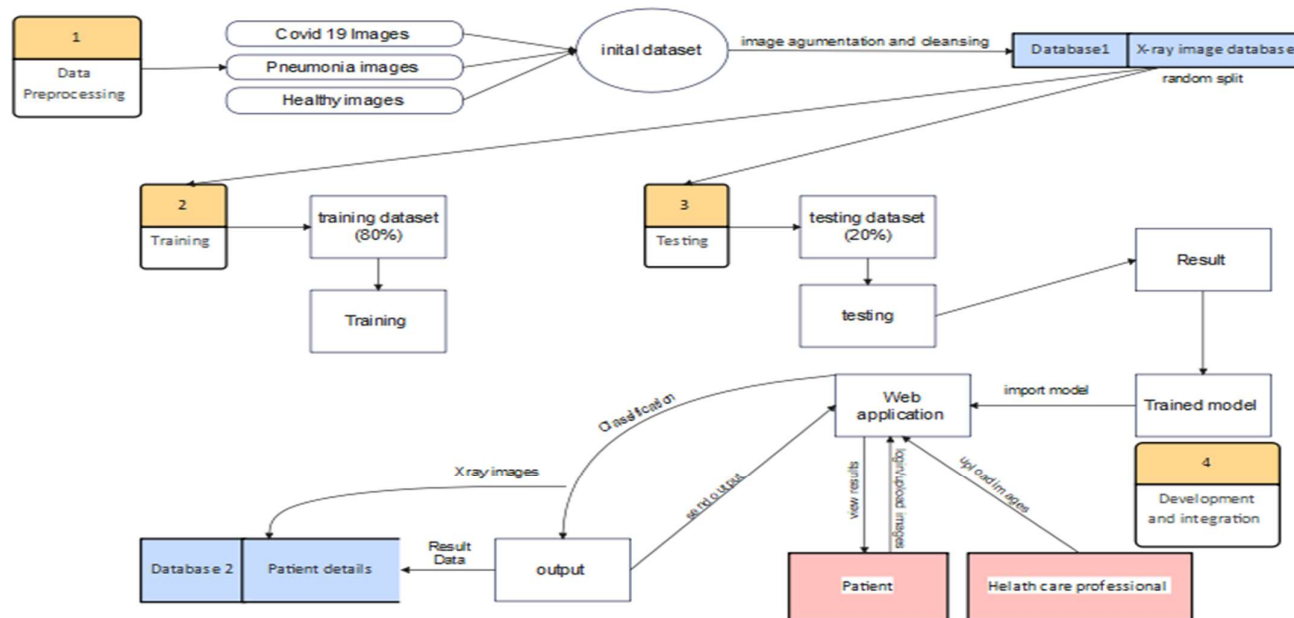 1
Data
Preprocessing
Covid 19 Images
Pneumonia images
Healthy images
inital dataset
image agumentation and cleansing
Database1
X-ray image database
random split
2
Training
training dataset
(80%)
Training
3
Testing
testing dataset
(20%)
testing
Result
Trained model
import model
Web
application
4
Development
and integration
Classification
Xray images
send output
view results
login/upload images
upload images
Database 2
Patient details
Result
Data
output
Patient
Helath care professional